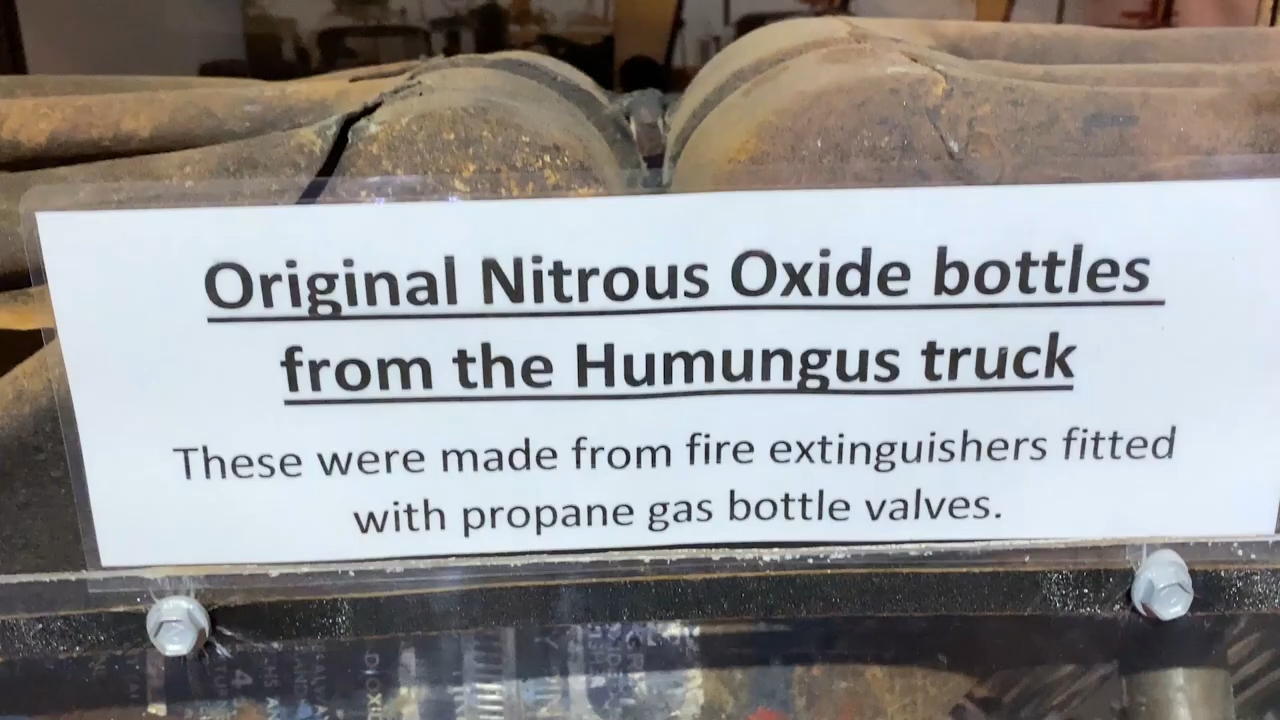 Original Nitrous Oxide bottles
from the Humungus truck
These were made from fire extinguishers fitted
with propane gas bottle valves.